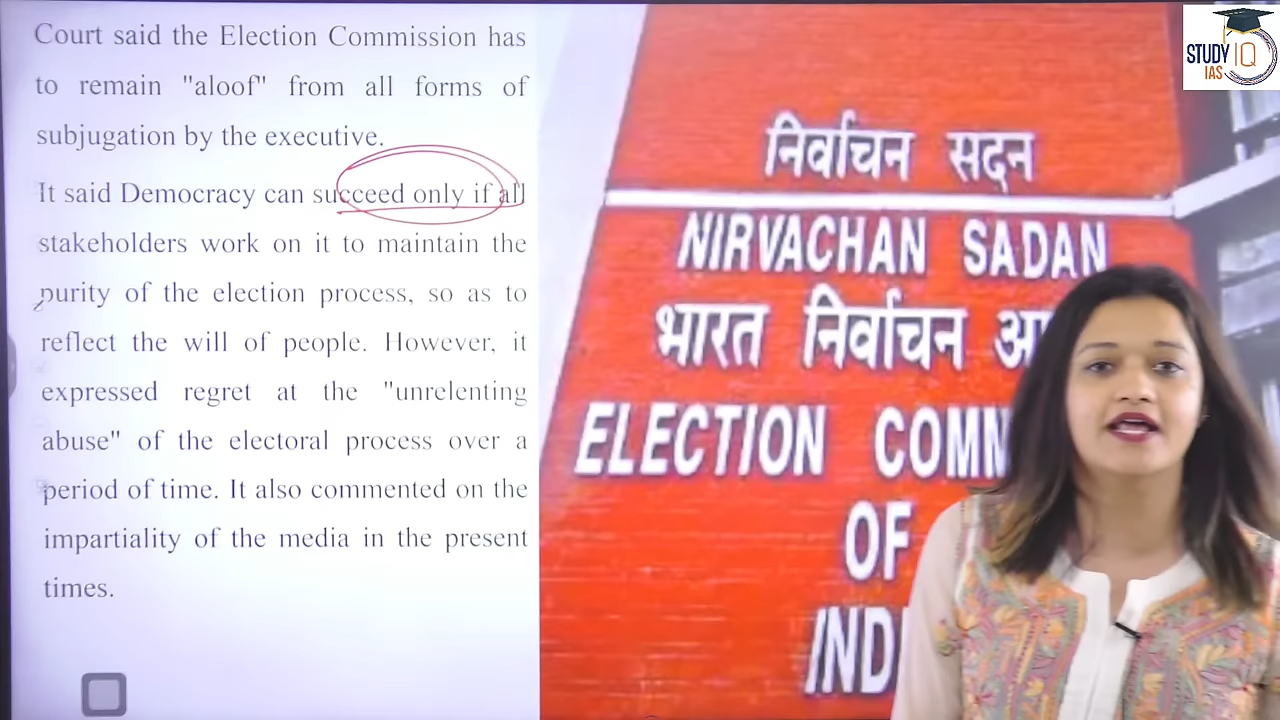 Court said the Election Commission has
to remain "aloof" from all forms of
subjugation by the executive.
It said Democracy can succeed only if all
stakeholders work on it to maintain the
purity of the election process, so as to
reflect the will of people. However, it
expressed regret at the "unrelenting
abuse" of the electoral process over a
period of time. It also commented on the
impartiality of the media in the present
times.
निर्वाचन सदन
NIRVACHAN SADAN
भारत निर्वाचन आ
ELECTION COMM
OF
INDI
STUDY IQ
IAS